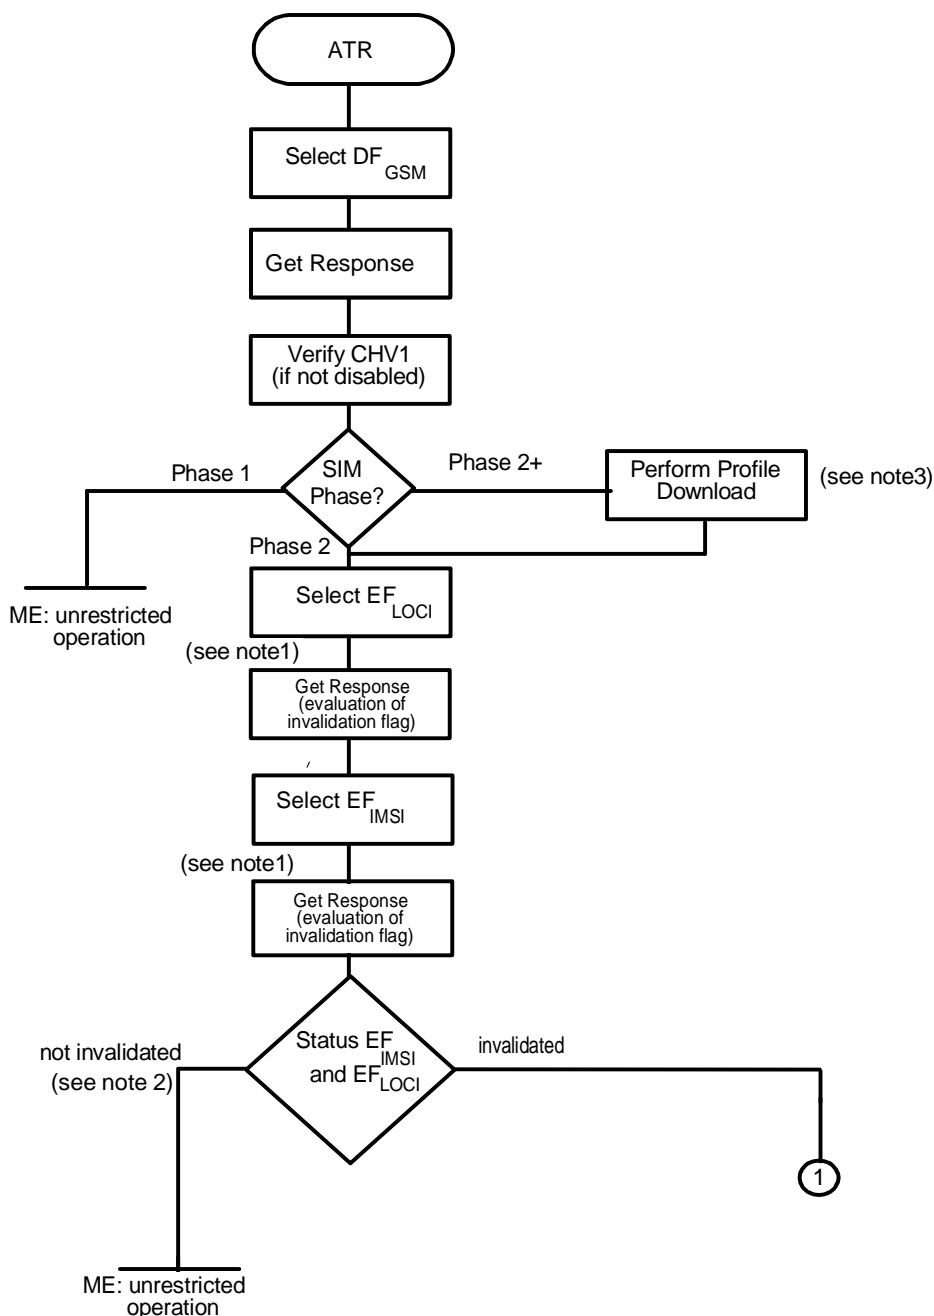 ATR
Select DF GSM
Get Response
Verify CHV1
(if not disabled)
Phase 1
SIM
Phase?
Phase 2+
Perform Profile
Download
(see note3)
Phase 2
ME: unrestricted
operation
Select EF LOCI
(see note1)
Get Response
(evaluation of
invalidation flag)
Select EF IMSI
(see note1)
Get Response
(evaluation of
invalidation flag)
not invalidated
(see note 2)
Status EF IMSI
and EF LOCI
invalidated
1
ME: unrestricted
operation